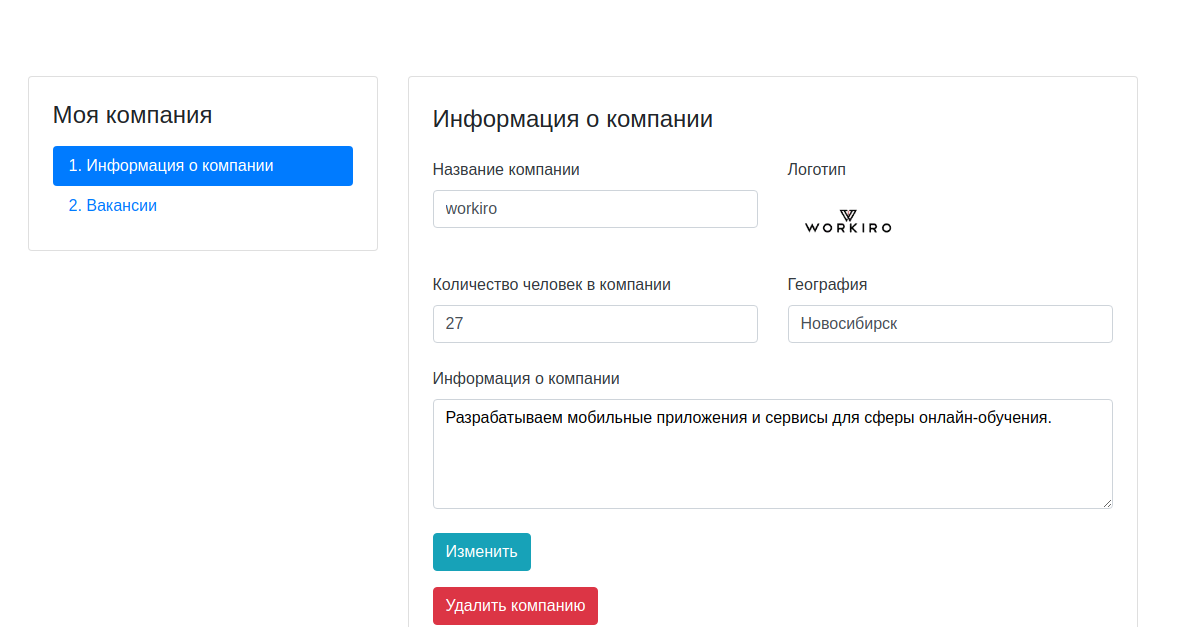 Моя компания
1. Информация о компании
2. Вакансии
Информация о компании
Название компании
Логотип
workiro
WORKIRO
Количество человек в компании
География
27
Новосибирск
Информация о компании
Разрабатываем мобильные приложения и сервисы для сферы онлайн-обучения.
Изменить
Удалить компанию